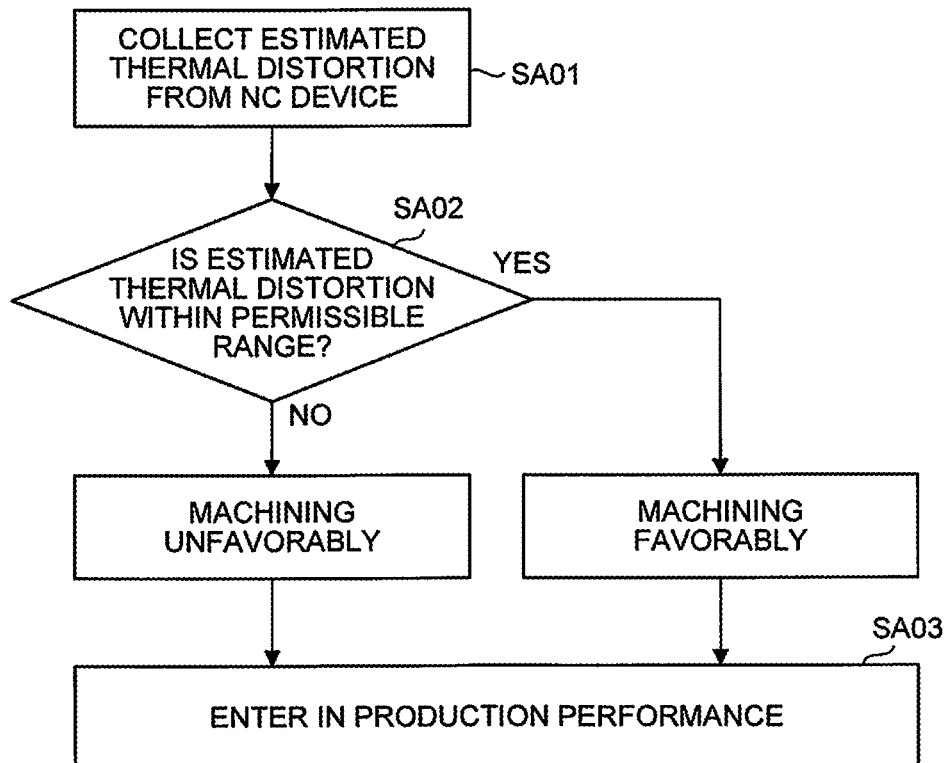 COLLECT ESTIMATED
THERMAL DISTORTION
FROM NC DEVICE
SA01
SA02
IS ESTIMATED
THERMAL DISTORTION
WITHIN PERMISSIBLE
RANGE?
YES
NO
MACHINING
UNFAVORABLY
MACHINING
FAVORABLY
SA03
ENTER IN PRODUCTION PERFORMANCE